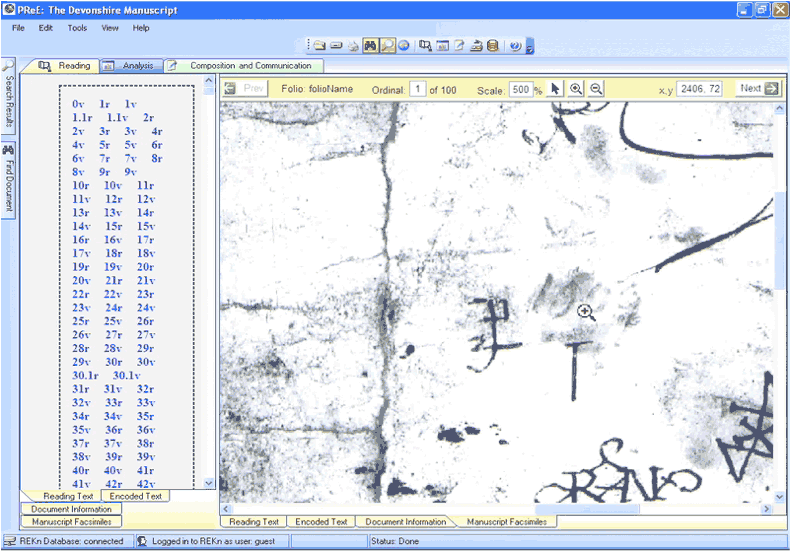 PReE: The Devonshire Manuscript
File Edit Tools View Help
Reading Analysis Composition and Communication
Search Results
Find Document
Prev Folio: folioName Ordinal: 1 of 100 Scale: 500 % x,y 2406, 72 Next
0v 1r 1v
1.1r 1.1v 2r
2v 3r 3v 4r
4v 5r 5v 6r
6v 7r 7v 8r
8v 9r 9v
10r 10v 11r
11v 12r 12v
13r 13v 14r
14v 15r 15v
16r 16v 17r
17v 18r 18v
19r 19v 20r
20v 21r 21v
22r 22v 23r
23v 24r 24v
25r 25v 26r
26v 27r 27v
28r 28v 29r
29v 30r 30v
30.1r 30.1v
31r 31v 32r
32v 33r 33v
34r 34v 35r
35v 36r 36v
37r 37v 38r
38v 39r 39v
40r 40v 41r
41v 42r 42v
Reading Text Encoded Text
Document Information
Manuscript Facsimiles
Reading Text Encoded Text Document Information Manuscript Facsimiles
REKn Database: connected Logged in to REKn as user: guest Status: Done